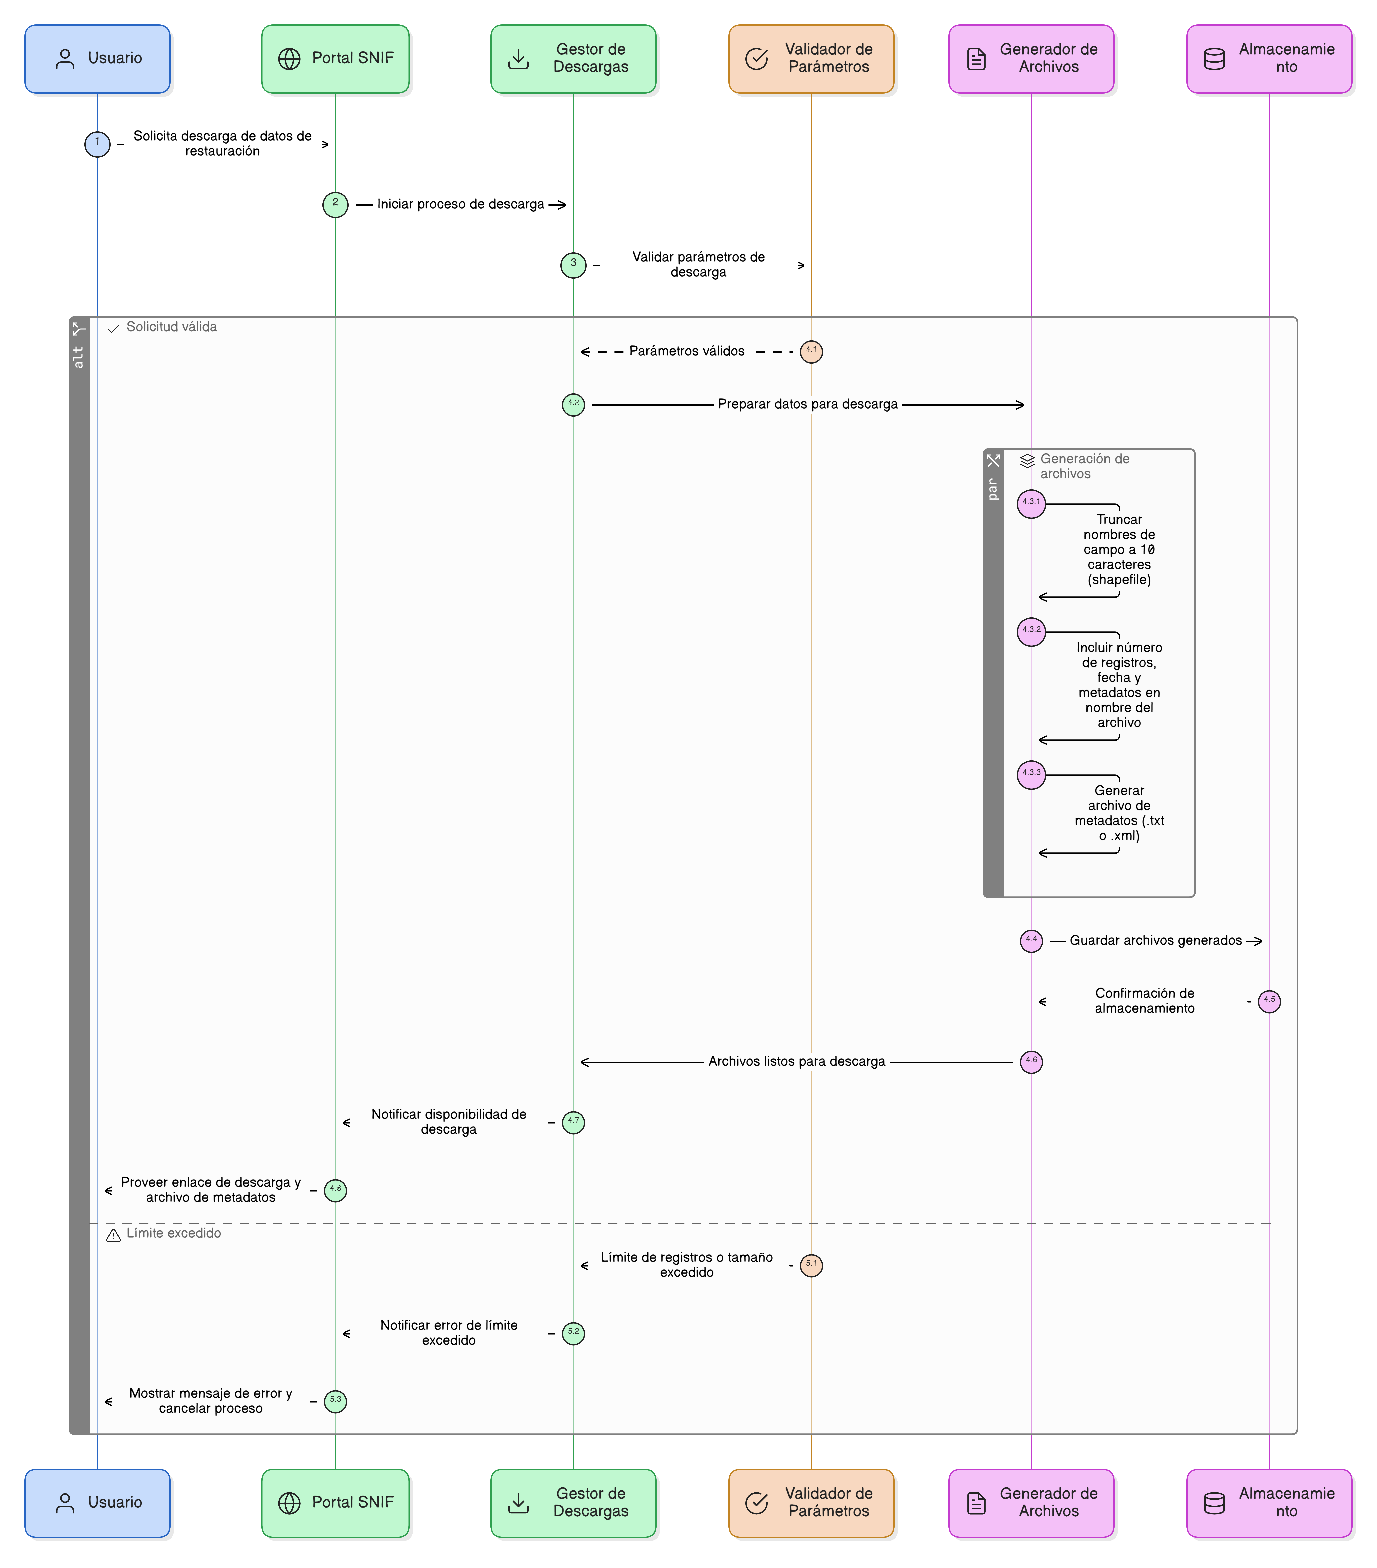 Usuario
Portal SNIF
Gestor de
Descargas
Validador de
Parámetros
Generador de
Archivos
Almacenamie
nto
1
Solicita descarga de datos de
restauración
2
Iniciar proceso de descarga
3
Validar parámetros de
descarga
alt
Solicitud válida
Parámetros válidos
4.1
4.2
Preparar datos para descarga
par
Generación de
archivos
4.3.1
Truncar
nombres de
campo a 10
caracteres
(shapefile)
4.3.2
Incluir número
de registros,
fecha y
metadatos en
nombre del
archivo
4.3.3
Generar
archivo de
metadatos (.txt
o .xml)
4.4
Guardar archivos generados
Confirmación de
almacenamiento
4.5
Archivos listos para descarga
4.6
Notificar disponibilidad de
descarga
4.7
Proveer enlace de descarga y
archivo de metadatos
4.8
Límite excedido
Límite de registros o tamaño
excedido
5.1
Notificar error de límite
excedido
5.2
Mostrar mensaje de error y
cancelar proceso
5.3
Usuario
Portal SNIF
Gestor de
Descargas
Validador de
Parámetros
Generador de
Archivos
Almacenamie
nto